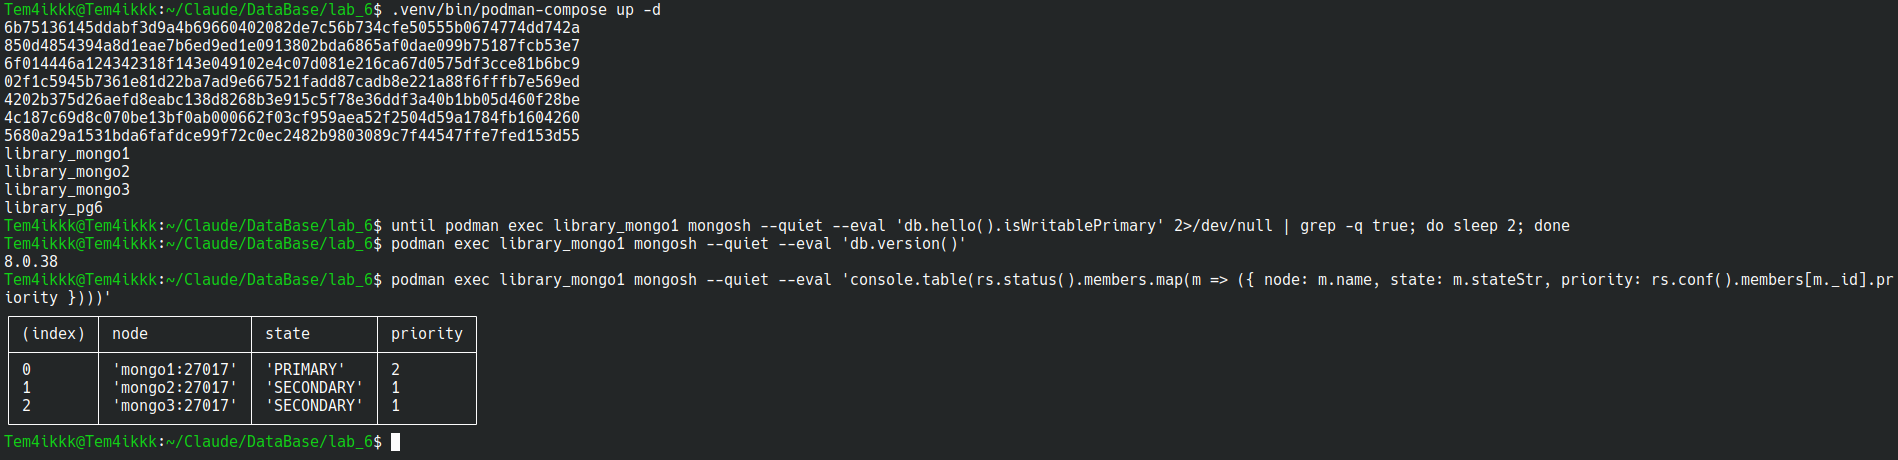 Tem4ikkk@Tem4ikkk:~/Claude/DataBase/lab_6$ .venv/bin/podman-compose up -d
6b75136145ddabf3d9a4b69660402082de7c56b734cfe50555b0674774dd742a
850d4854394a8d1eae7b6ed9ed1e0913802bda6865af0dae099b75187fcb53e7
6f014446a124342318f143e049102e4c07d081e216ca67d0575df3cce81b6bc9
02f1c5945b7361e81d22ba7ad9e667521fadd87cadb8e221a88f6fffb7e569ed
4202b375d26aefd8eabc138d8268b3e915c5f78e36ddf3a40b1bb05d460f28be
4c187c69d8c070be13bf0ab000662f03cf959aea52f2504d59a1784fb1604260
5680a29a1531bda6fafdce99f72c0ec2482b9803089c7f44547ffe7fed153d55
library_mongo1
library_mongo2
library_mongo3
library_pg6
Tem4ikkk@Tem4ikkk:~/Claude/DataBase/lab_6$ until podman exec library_mongo1 mongosh --quiet --eval 'db.hello().isWritablePrimary' 2>/dev/null | grep -q true; do sleep 2; done
Tem4ikkk@Tem4ikkk:~/Claude/DataBase/lab_6$ podman exec library_mongo1 mongosh --quiet --eval 'db.version()'
8.0.38
Tem4ikkk@Tem4ikkk:~/Claude/DataBase/lab_6$ podman exec library_mongo1 mongosh --quiet --eval 'console.table(rs.status().members.map(m => ({ node: m.name, state: m.stateStr, priority: rs.conf().members[m._id].pr
iority })))'
(index) node state priority
0 'mongo1:27017' 'PRIMARY' 2
1 'mongo2:27017' 'SECONDARY' 1
2 'mongo3:27017' 'SECONDARY' 1
Tem4ikkk@Tem4ikkk:~/Claude/DataBase/lab_6$